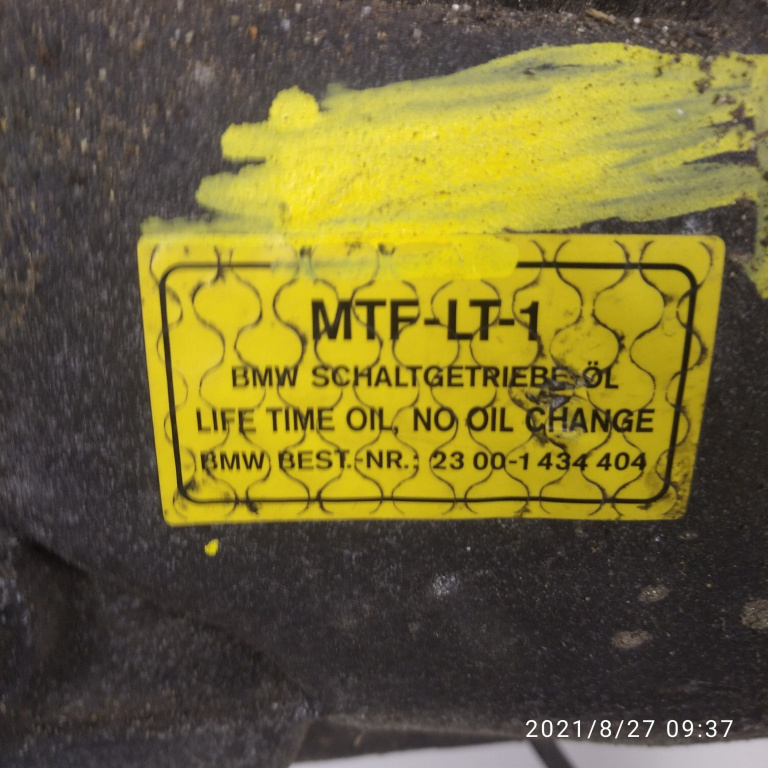 MTF-LT-1
BMW SCHALTGETRIEBE-ÖL
LIFE TIME OIL, NO OIL CHANGE
BMW BEST.-NR.: 23 00-1 434 404
2021/8/27 09:37